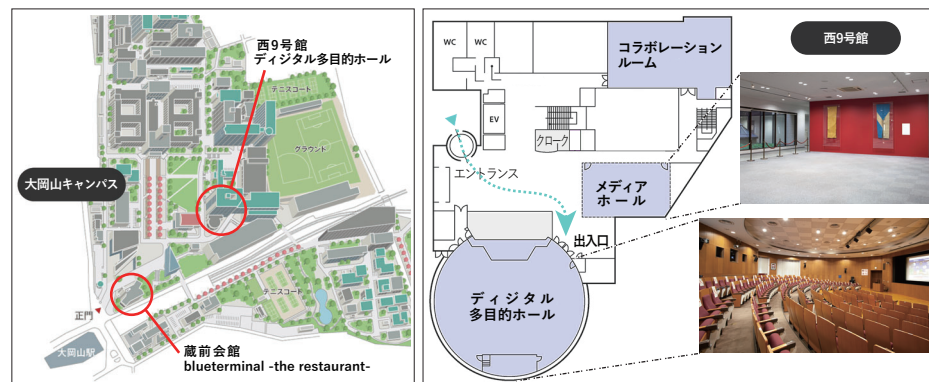 西9号館
ディジタル多目的ホール
テニスコート
グラウンド
大岡山キャンパス
テニスコート
正門
大岡山駅
蔵前会館
blueterminal -the restaurant-
WC
WC
コラボレーション
ルーム
EV
クローク
エントランス
メディア
ホール
出入口
ディジタル
多目的ホール
西9号館